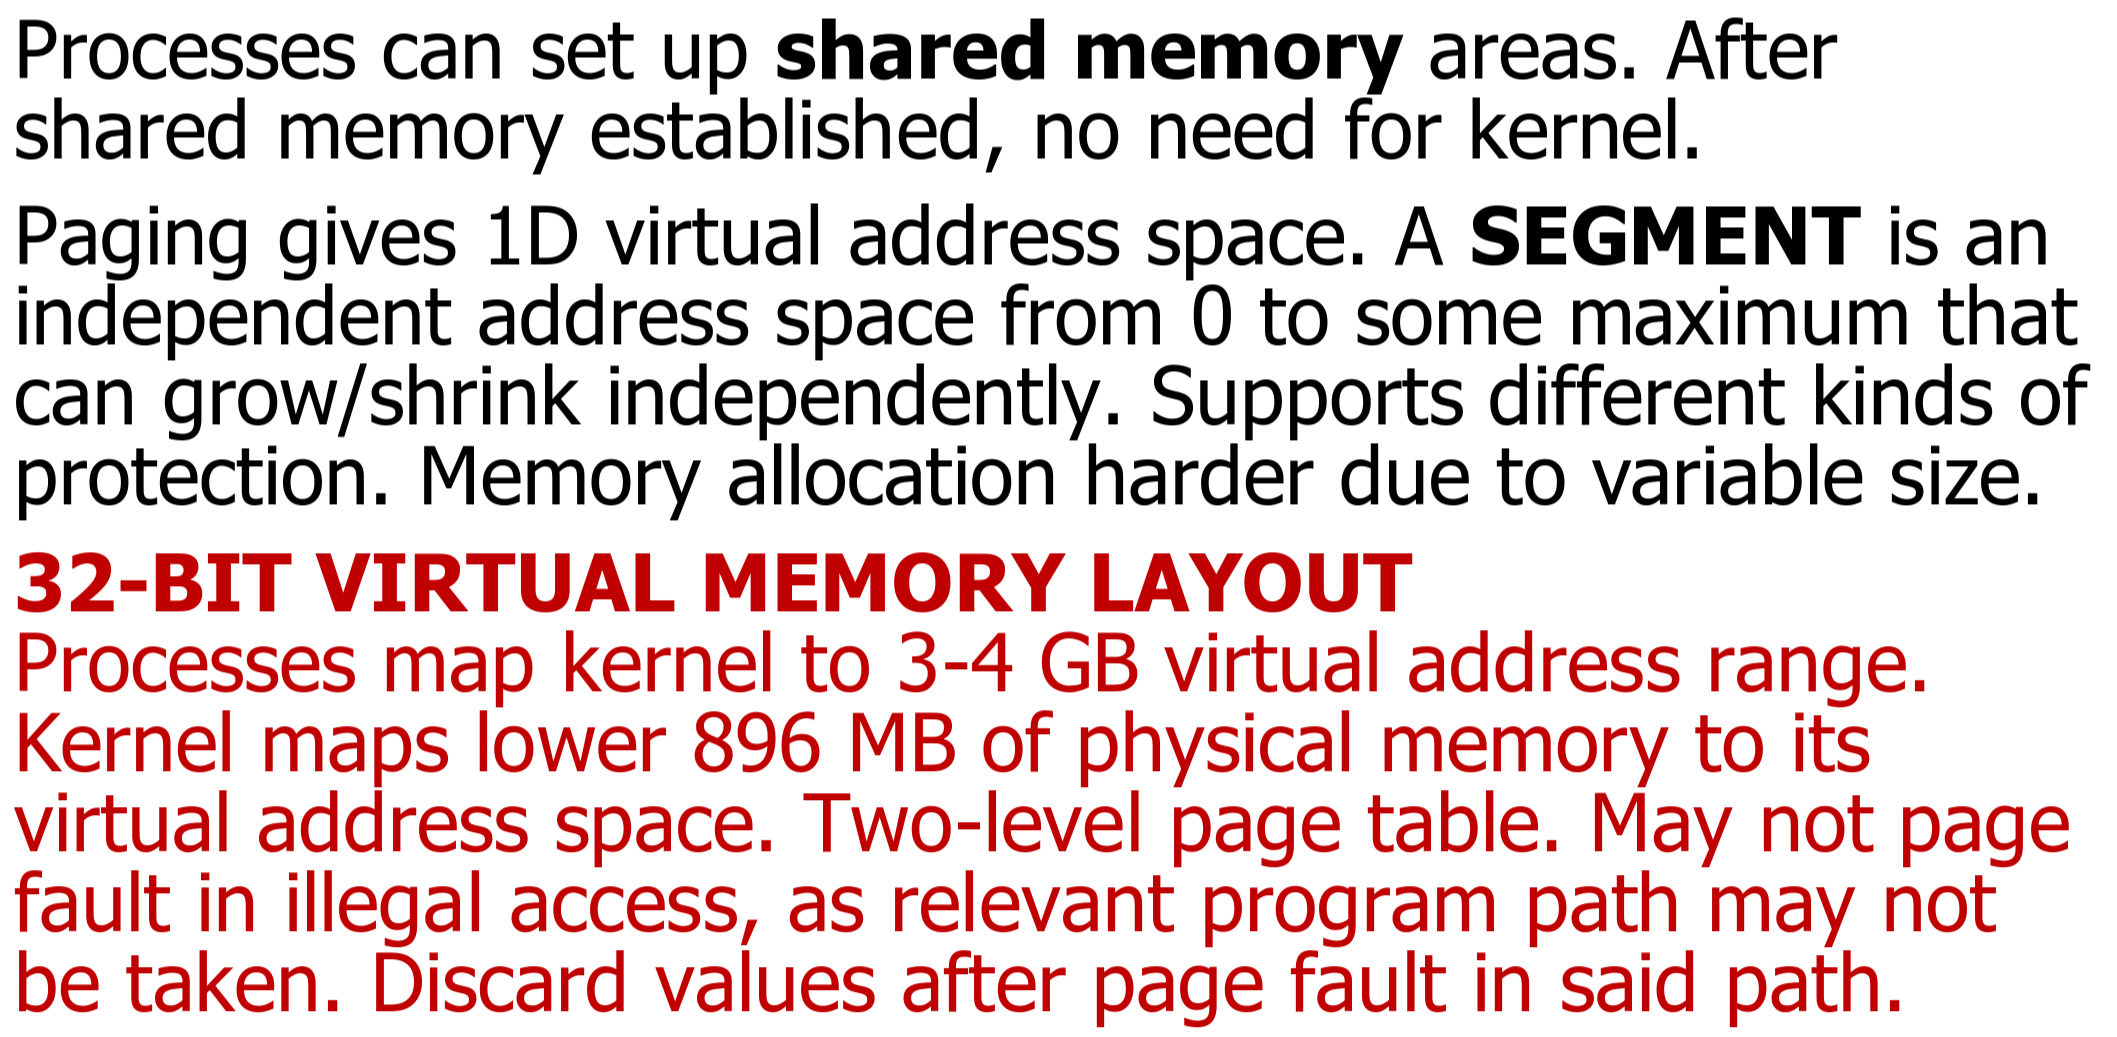 Processes can set up shared memory areas. After
shared memory established, no need for kernel.
Paging gives 1D virtual address space. A SEGMENT is an
independent address space from 0 to some maximum that
can grow/shrink independently. Supports different kinds of
protection. Memory allocation harder due to variable size.
32-BIT VIRTUAL MEMORY LAYOUT
Processes map kernel to 3-4 GB virtual address range.
Kernel maps lower 896 MB of physical memory to its
virtual address space. Two-level page table. May not page
fault in illegal access, as relevant program path may not
be taken. Discard values after page fault in said path.